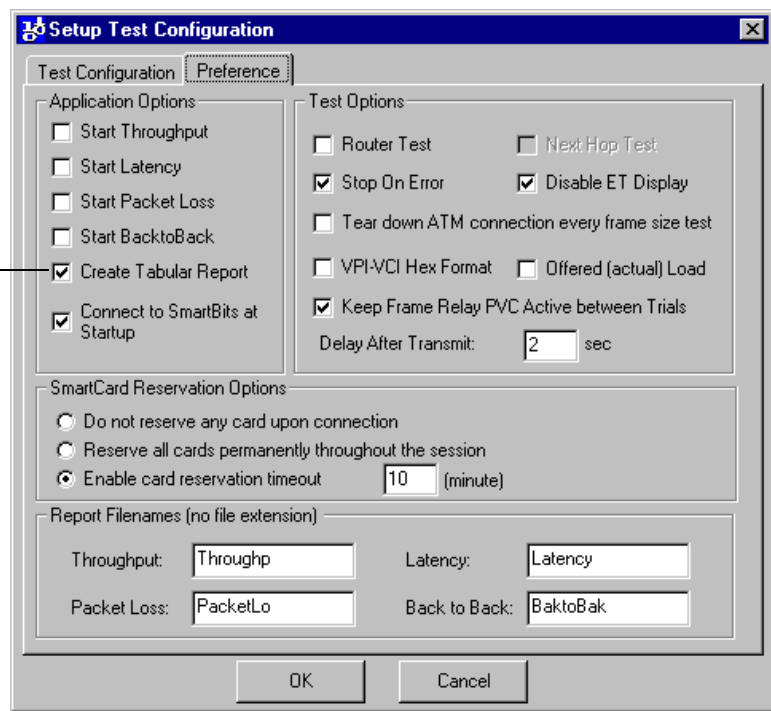 Setup Test Configuration
Test Configuration Preference
Application Options
Start Throughput
Start Latency
Start Packet Loss
Start BacktoBack
Create Tabular Report
Connect to SmartBits at
Startup
Test Options
Router Test Next Hop Test
Stop On Error Disable ET Display
Tear down ATM connection every frame size test
VPI-VCI Hex Format Offered (actual) Load
Keep Frame Relay PVC Active between Trials
Delay After Transmit: 2 sec
SmartCard Reservation Options
Do not reserve any card upon connection
Reserve all cards permanently throughout the session
Enable card reservation timeout 10 (minute)
Report Filenames (no file extension)
Throughput: Throughp Latency: Latency
Packet Loss: PacketLo Back to Back: BaktoBak
OK Cancel